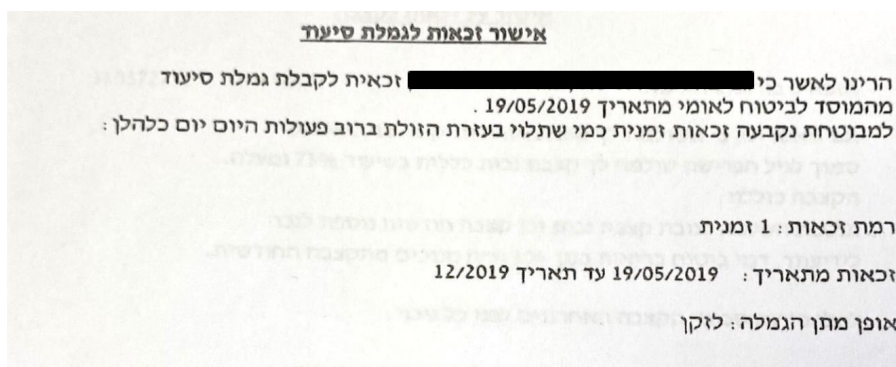 אישור זכאות לגמלת סיעוד
הרינו לאשר כי זכאית לקבלת גמלת סיעוד
מהמוסד לביטוח לאומי מתאריך 19/05/2019 .
למבוטחת נקבעה זכאות זמנית כמי שתלוי בעזרת הזולת ברוב פעולות היום יום כלהלן :
רמת זכאות : 1 זמנית
זכאות מתאריך : 19/05/2019 עד תאריך 12/2019
אופן מתן הגמלה : לזקן